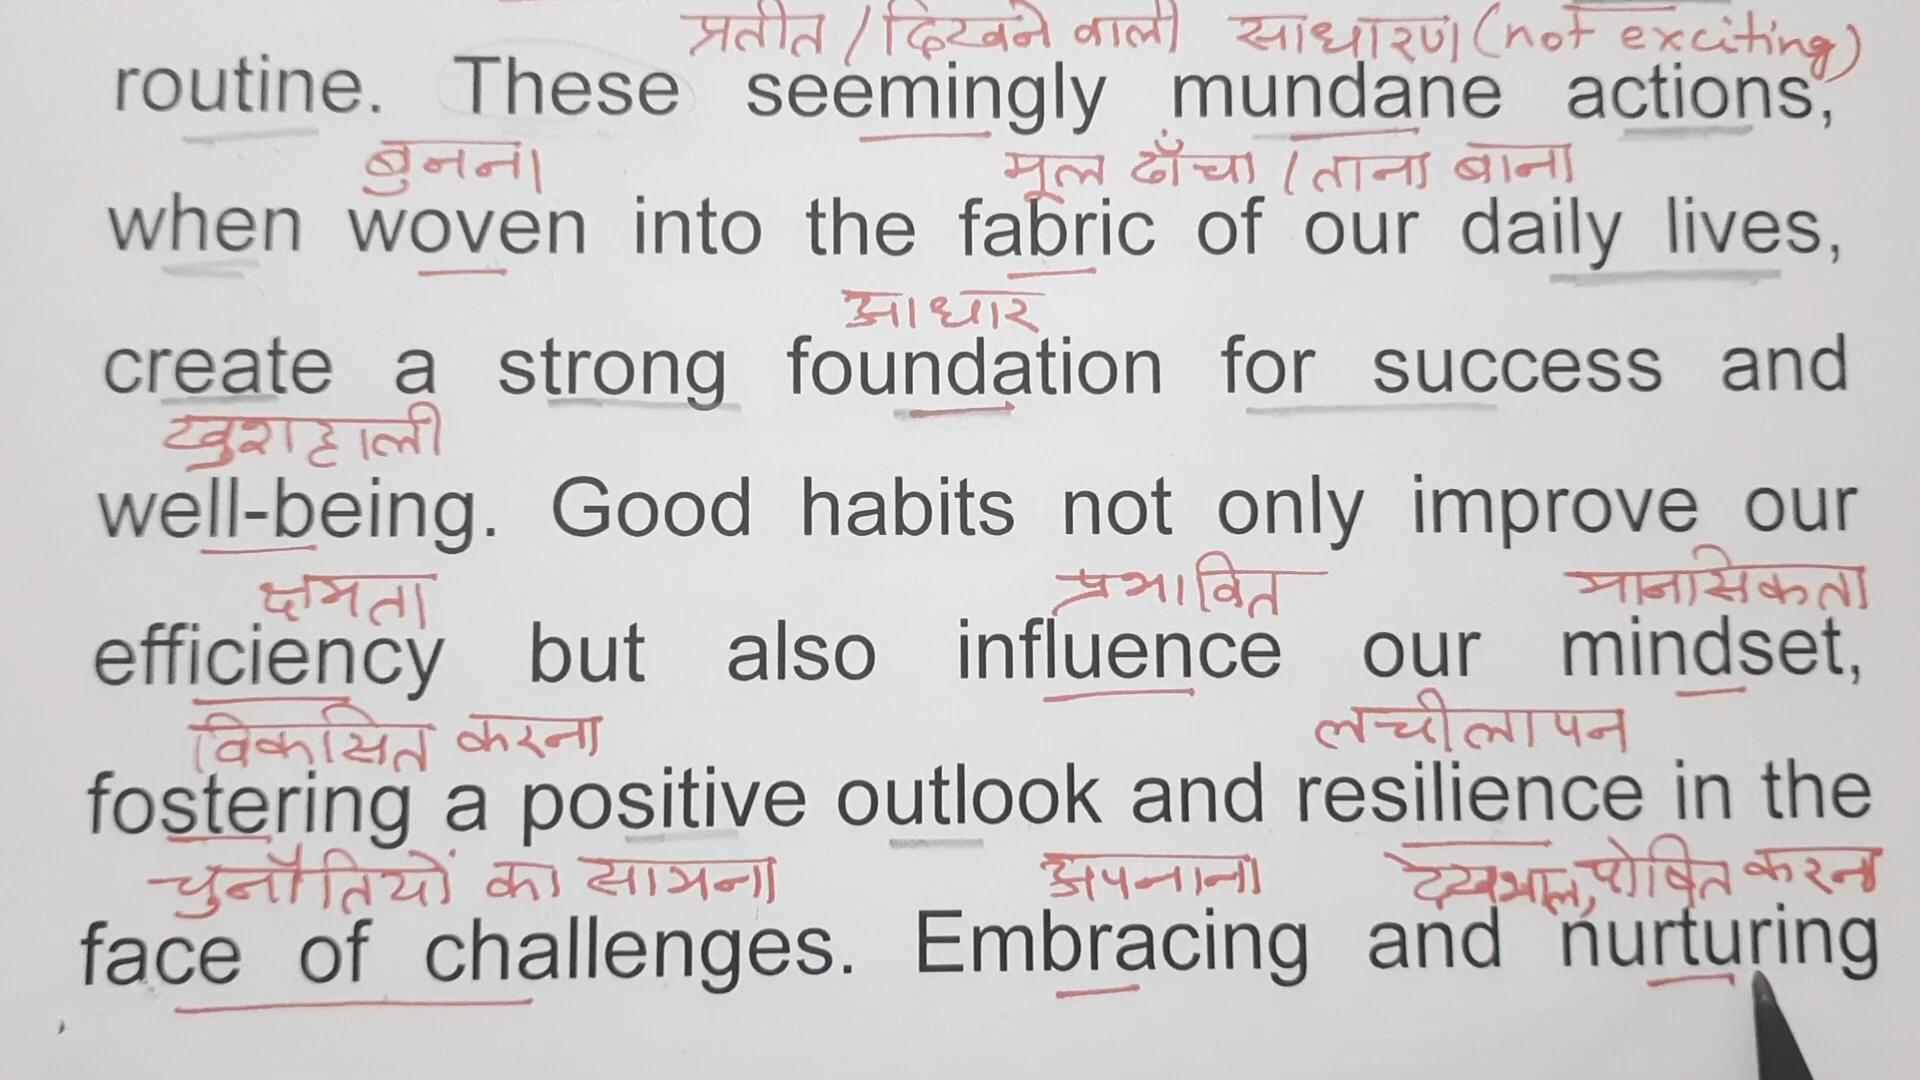 प्रतीत / दिखने वाली साधारण (not exciting)
routine. These seemingly mundane actions,
बुनना मूल ढाँचा / ताना बाना
when woven into the fabric of our daily lives,
आधार
create a strong foundation for success and
खुशहाली
well-being. Good habits not only improve our
क्षमता प्रभावित मानसिकता
efficiency but also influence our mindset,
विकसित करना लचीलापन
fostering a positive outlook and resilience in the
चुनौतियों का सामना अपनाना देखभाल, पोषित करना
face of challenges. Embracing and nurturing